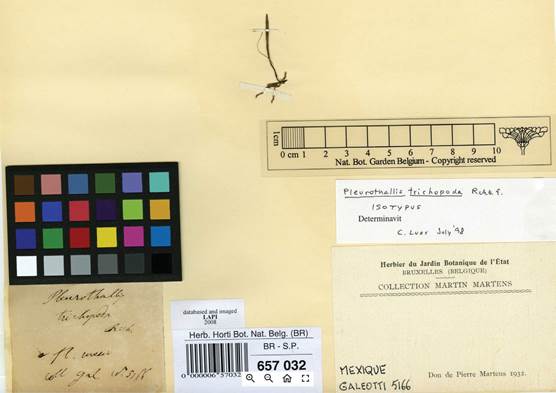 1cm
0 cm 1 2 3 4 5 6 7 8 9 10
Nat. Bot. Garden Belgium - Copyright reserved
Pleurothallis trichopoda Rchb.f.
ISOTYPUS
Determinavit
C. Luer July '98
Herbier du Jardin Botanique de l'État
BRUXELLES (BELGIQUE)
COLLECTION MARTIN MARTENS
MEXIQUE
GALEOTTI 5166
Don de Pierre Martens 1932.
Pleurothallis
trichopoda
databased and imaged
LAPI
2008
Herb. Horti Bot. Nat. Belg. (BR)
BR - S.P.
657 032